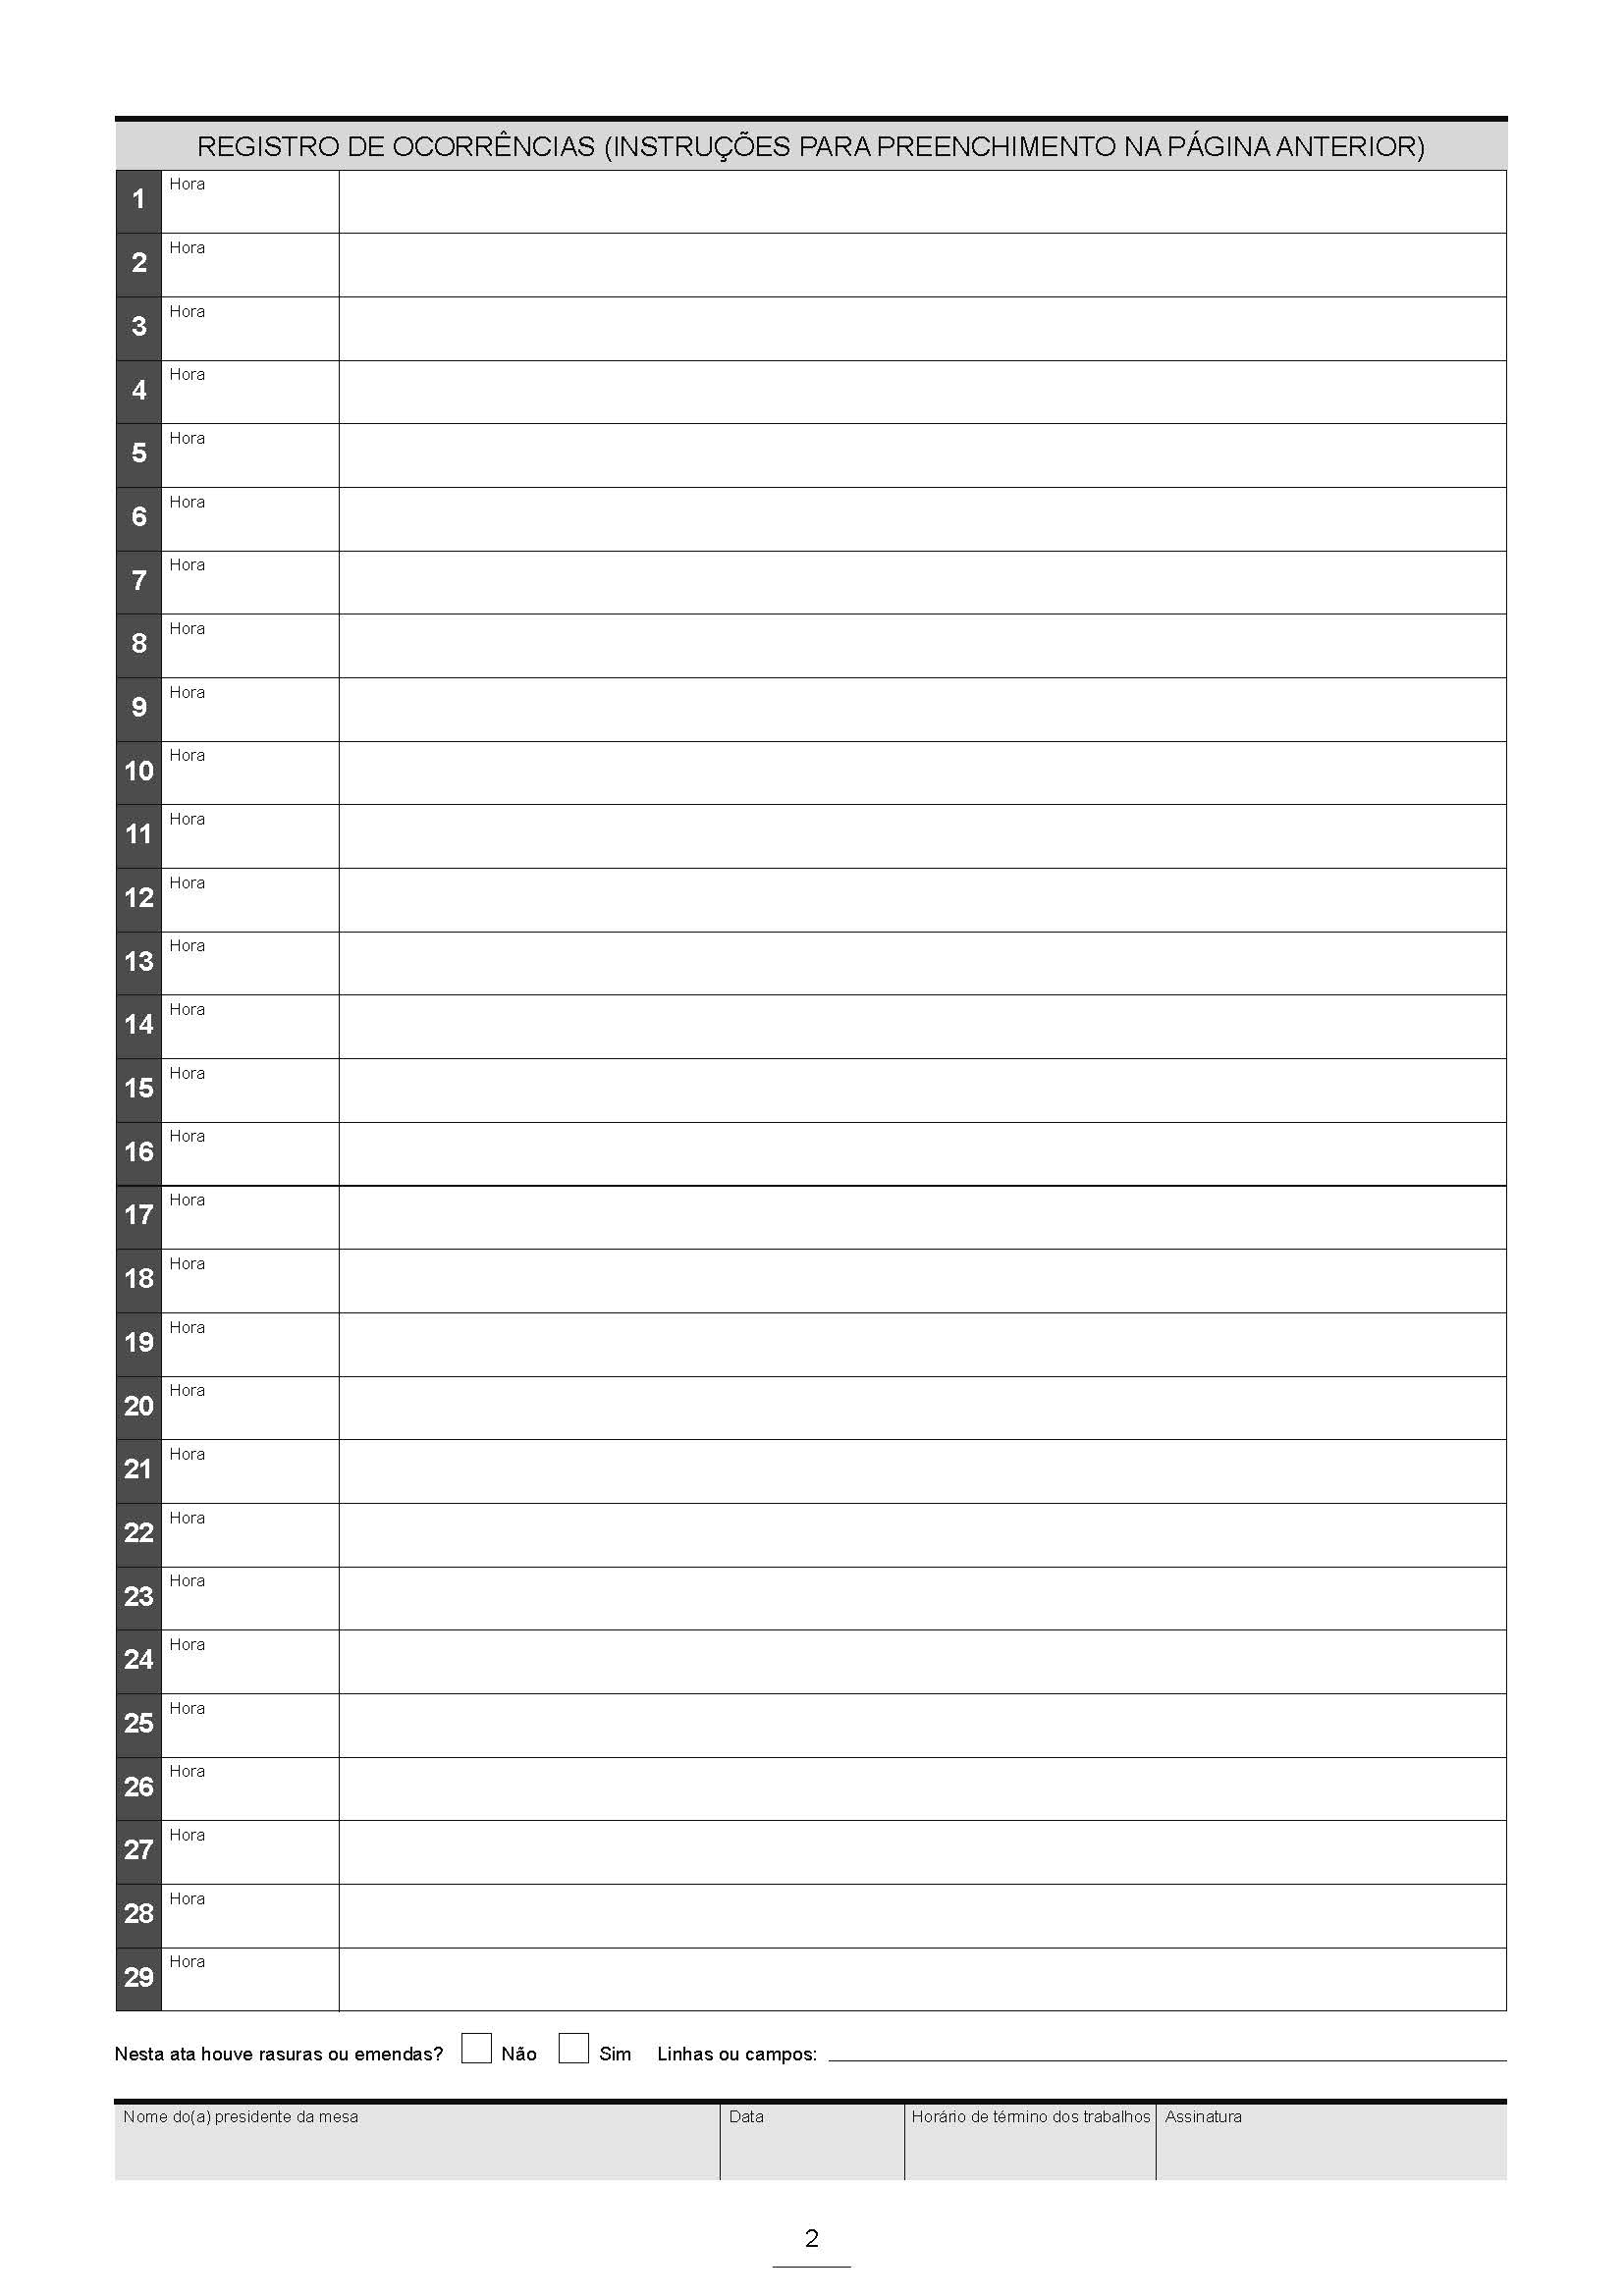 REGISTRO DE OCORRÊNCIAS (INSTRUÇÕES PARA PREENCHIMENTO NA PÁGINA ANTERIOR)
1 Hora
2 Hora
3 Hora
4 Hora
5 Hora
6 Hora
7 Hora
8 Hora
9 Hora
10 Hora
11 Hora
12 Hora
13 Hora
14 Hora
15 Hora
16 Hora
17 Hora
18 Hora
19 Hora
20 Hora
21 Hora
22 Hora
23 Hora
24 Hora
25 Hora
26 Hora
27 Hora
28 Hora
29 Hora
Nesta ata houve rasuras ou emendas? Não Sim Linhas ou campos:
Nome do(a) presidente da mesa Data Horário de término dos trabalhos Assinatura
2